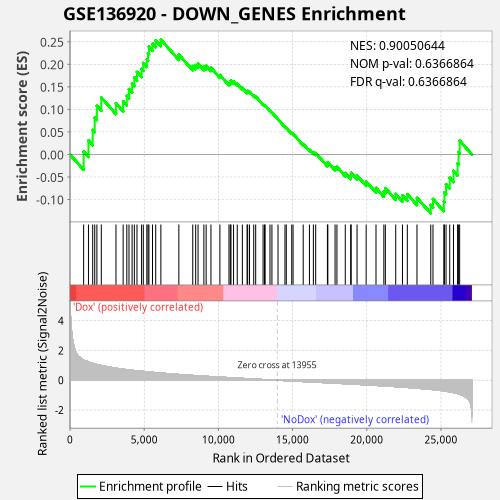 GSE136920 - DOWN_GENES Enrichment
NES: 0.90050644
NOM p-val: 0.6366864
FDR q-val: 0.6366864
Enrichment score (ES)
0.25
0.20
0.15
0.10
0.05
0.00
-0.05
-0.10
'Dox' (positively correlated)
Ranked list metric (Signal2Noise)
4
2
0
-2
Zero cross at 13955
'NoDox' (negatively correlated)
0
5,000
10,000
15,000
20,000
25,000
Rank in Ordered Dataset
Enrichment profile
Hits
Ranking metric scores